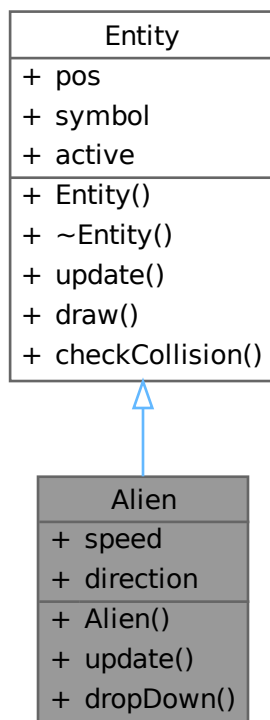 Entity
+ pos
+ symbol
+ active
+ Entity()
+ ~Entity()
+ update()
+ draw()
+ checkCollision()
Alien
+ speed
+ direction
+ Alien()
+ update()
+ dropDown()